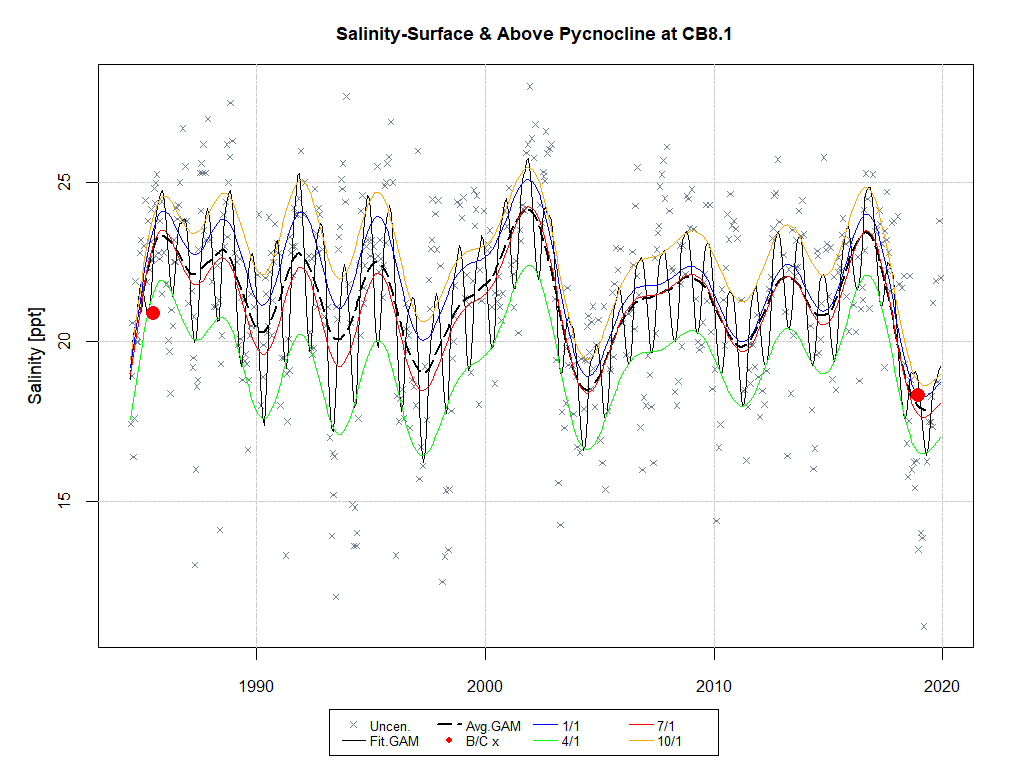 Salinity-Surface & Above Pycnocline at CB8.1
Salinity [ppt]
25
20
15
1990 2000 2010 2020
Uncen. Avg.GAM 1/1 7/1
Fit.GAM B/C x 4/1 10/1